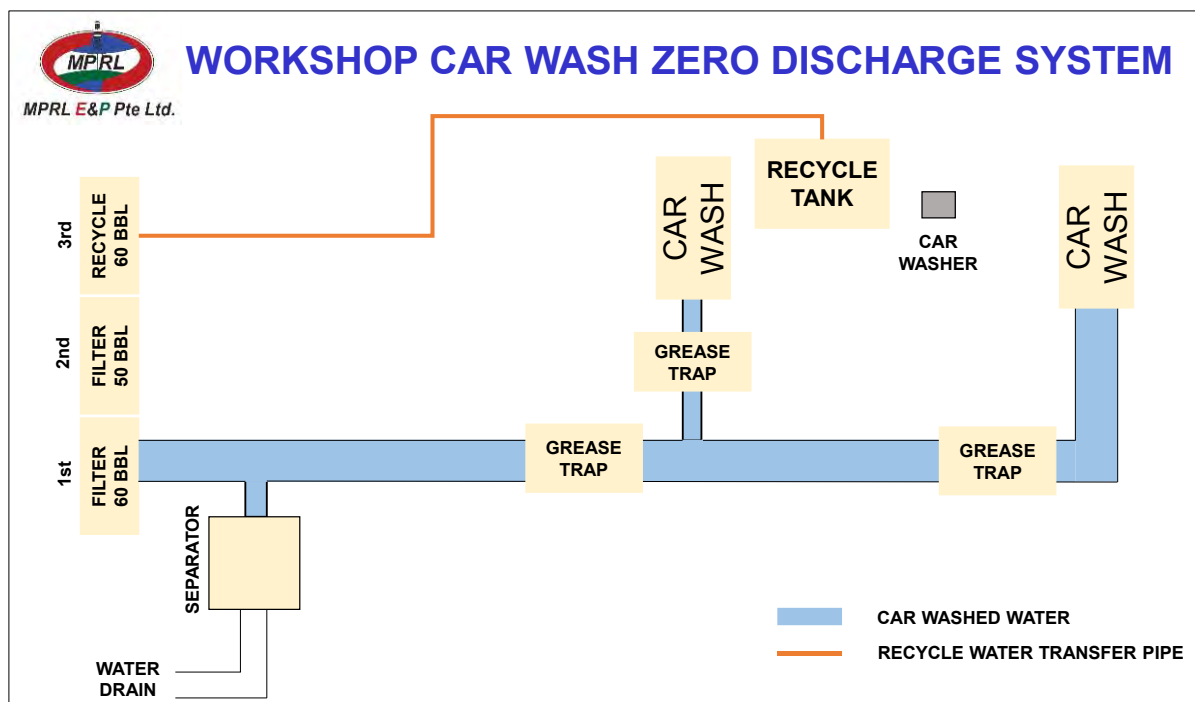 MPRL
MPRL E&P Pte Ltd.
WORKSHOP CAR WASH ZERO DISCHARGE SYSTEM
3rd
RECYCLE
60 BBL
2nd
FILTER
50 BBL
1st
FILTER
60 BBL
CAR
WASH
RECYCLE
TANK
CAR
WASHER
CAR
WASH
GREASE
TRAP
GREASE
TRAP
GREASE
TRAP
SEPARATOR
WATER
DRAIN
CAR WASHED WATER
RECYCLE WATER TRANSFER PIPE